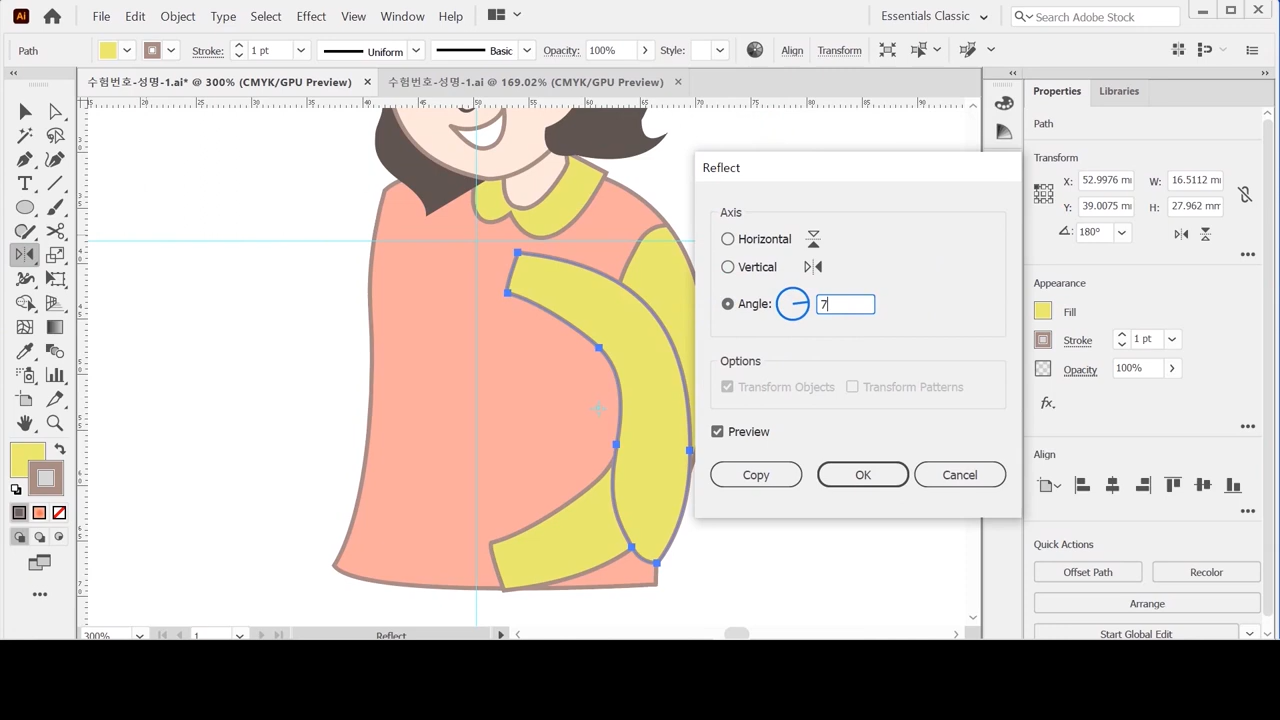 Ai File Edit Object Type Select Effect View Window Help Essentials Classic Search Adobe Stock
Path Stroke: 1 pt Uniform Basic Opacity: 100% Style: Align Transform
수험번호-성명-1.ai* @ 300% (CMYK/GPU Preview) 수험번호-성명-1.ai @ 169.02% (CMYK/GPU Preview)
Properties Libraries
Path
Transform
X: 52.9976 mm W: 16.5112 mm
Y: 39.0075 mm H: 27.962 mm
180°
Appearance
Fill
Stroke 1 pt
Opacity 100%
fx.
Align
Quick Actions
Offset Path Recolor
Arrange
Start Global Edit
Reflect
Axis
Horizontal
Vertical
Angle: 7
Options
Transform Objects Transform Patterns
Preview
Copy OK Cancel
300% 1 Reflect